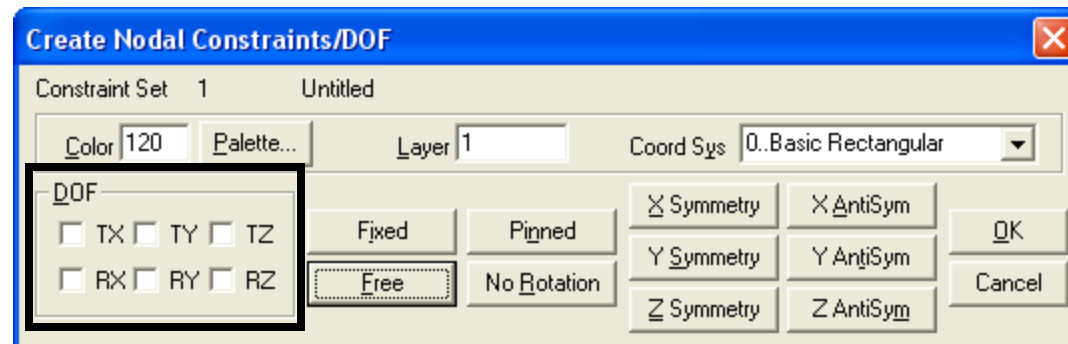 Create Nodal Constraints/DOF
Constraint Set 1 Untitled
Color 120 Palette... Layer 1 Coord Sys 0..Basic Rectangular
DOF
TX TY TZ
RX RY RZ
Fixed Pinned
Free No Rotation
X Symmetry X AntiSym
Y Symmetry Y AntiSym
Z Symmetry Z AntiSym
OK
Cancel